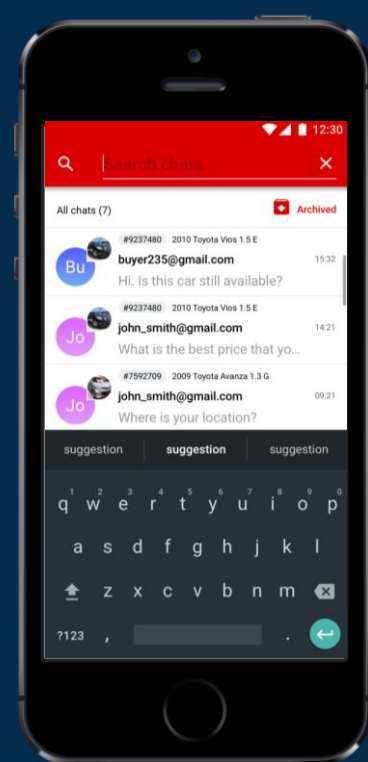 12:30
Search chats
All chats (7) Archived
#9237480 2010 Toyota Vios 1.5 E
Bu buyer235@gmail.com 15:32
Hi. Is this car still available?
#9237480 2010 Toyota Vios 1.5 E
Jo john_smith@gmail.com 14:21
What is the best price that yo...
#7592709 2009 Toyota Avanza 1.3 G
Jo john_smith@gmail.com 09:21
Where is your location?
suggestion suggestion suggestion
1 2 3 4 5 6 7 8 9 0
q w e r t y u i o p
a s d f g h j k l
z x c v b n m
?123 , .